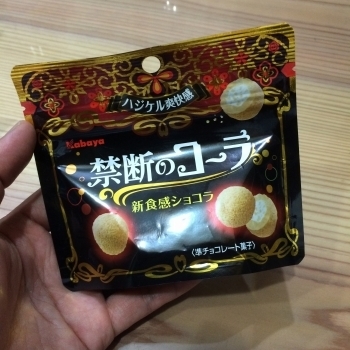 ハジケル爽快感
Kabaya
禁断のコーラ
新食感ショコラ
〈準チョコレート菓子〉